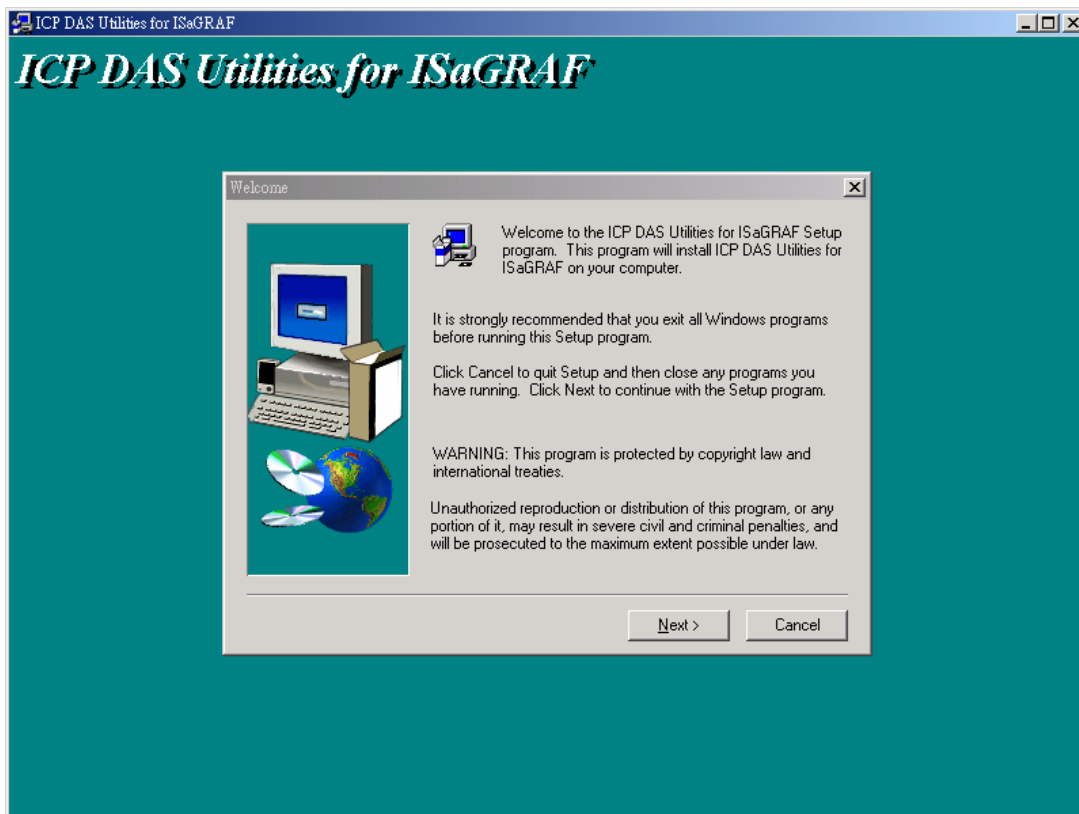 ICP DAS Utilities for ISaGRAF
ICP DAS Utilities for ISaGRAF
Welcome
Welcome to the ICP DAS Utilities for ISaGRAF Setup
program. This program will install ICP DAS Utilities for
ISaGRAF on your computer.
It is strongly recommended that you exit all Windows programs
before running this Setup program.
Click Cancel to quit Setup and then close any programs you
have running. Click Next to continue with the Setup program.
WARNING: This program is protected by copyright law and
international treaties.
Unauthorized reproduction or distribution of this program, or any
portion of it, may result in severe civil and criminal penalties, and
will be prosecuted to the maximum extent possible under law.
Next >
Cancel